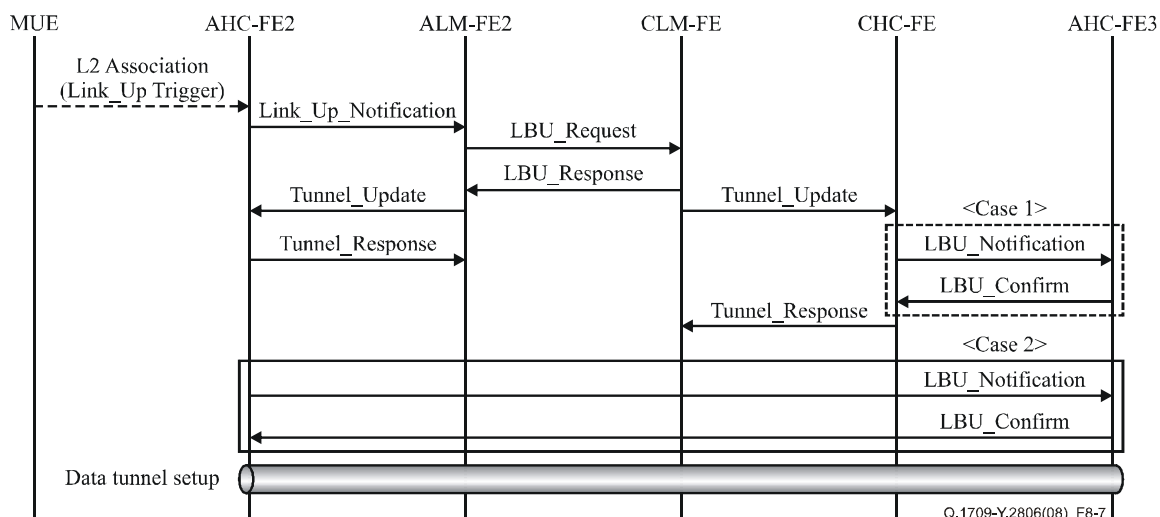 MUE AHC-FE2 ALM-FE2 CLM-FE CHC-FE AHC-FE3
L2 Association
(Link_Up Trigger)
Link_Up_Notification
LBU_Request
LBU_Response
Tunnel_Update Tunnel_Update
<Case 1>
Tunnel_Response LBU_Notification
LBU_Confirm
Tunnel_Response
<Case 2>
LBU_Notification
LBU_Confirm
Data tunnel setup
Q.1709-Y.2806(08)_F8-7